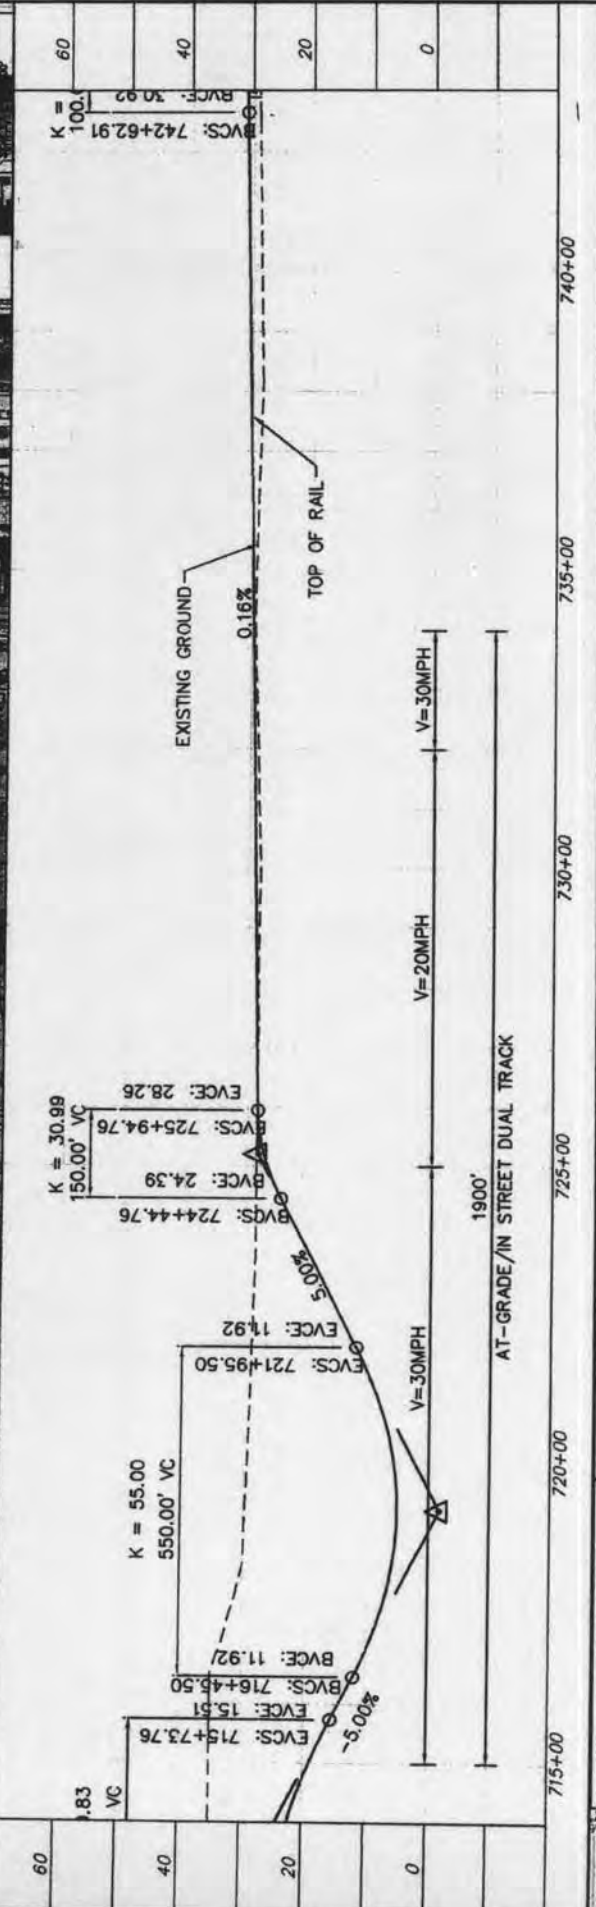 60
40
20
0
K =
100.
BVCS: 742+62.91
BVCE: 30.92
740+00
735+00
730+00
725+00
720+00
715+00
EXISTING GROUND
0.16%
TOP OF RAIL
V=30MPH
V=20MPH
V=30MPH
1900'
AT-GRADE/IN STREET DUAL TRACK
K = 30.99
150.00' VC
EVCS: 725+94.76
EVCE: 28.26
BVCS: 724+44.76
BVCE: 24.39
5.00%
EVCS: 721+95.50
EVCE: 11.92
K = 55.00
550.00' VC
BVCS: 716+45.50
BVCE: 11.92
EVCS: 715+73.76
EVCE: 15.51
-5.00%
.83
VC
60
40
20
0